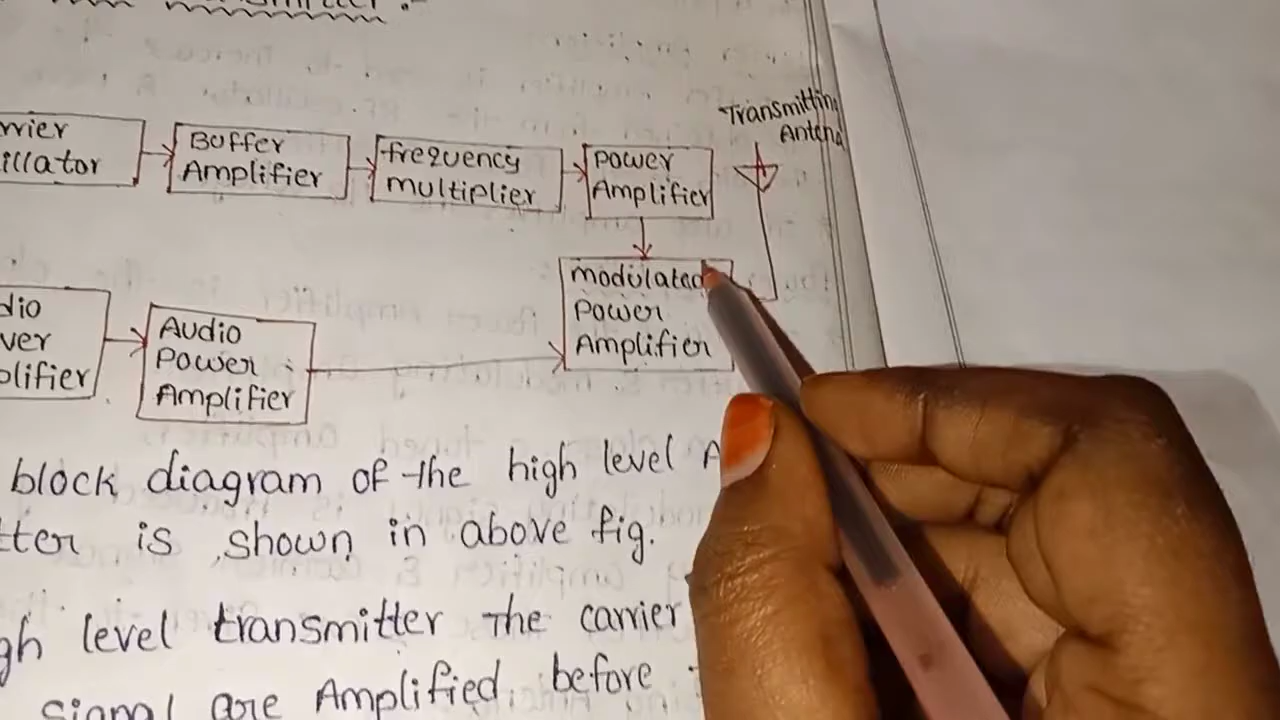 Transmitting
Antena
rrier
illator
Buffer
Amplifier
frequency
multiplier
Power
Amplifier
dio
ver
plifier
Audio
Power
Amplifier
modulated
Power
Amplifier
block diagram of the high level A
tter is shown in above fig.
gh level transmitter The carrier
signal are Amplified before